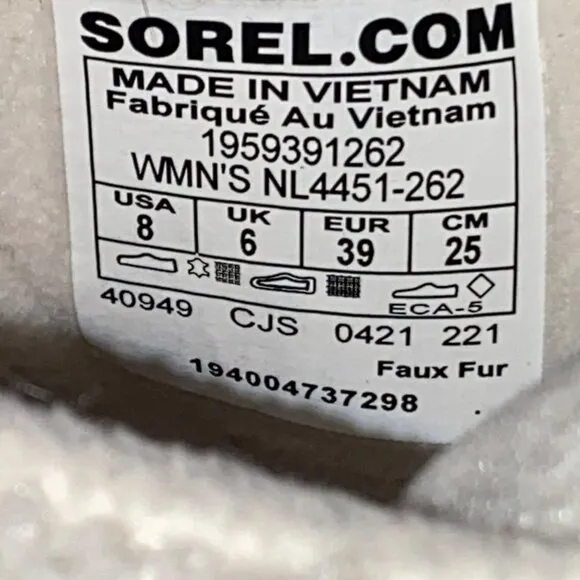 SOREL.COM
MADE IN VIETNAM
Fabriqué Au Vietnam
1959391262
WMN'S NL4451-262
USA UK EUR CM
8 6 39 25
ECA-5
40949 CJS 0421 221
Faux Fur
194004737298